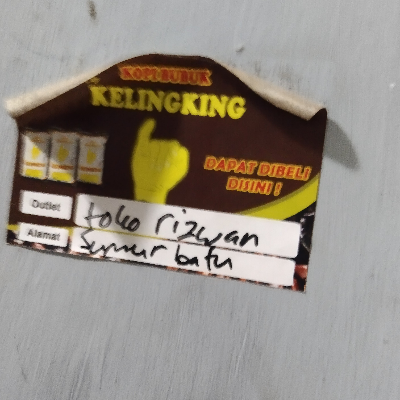 KOPI BUBUK
KELINGKING
DAPAT DIBELI
DISINI !
Outlet
toko rizwan
Alamat
Sumur batu